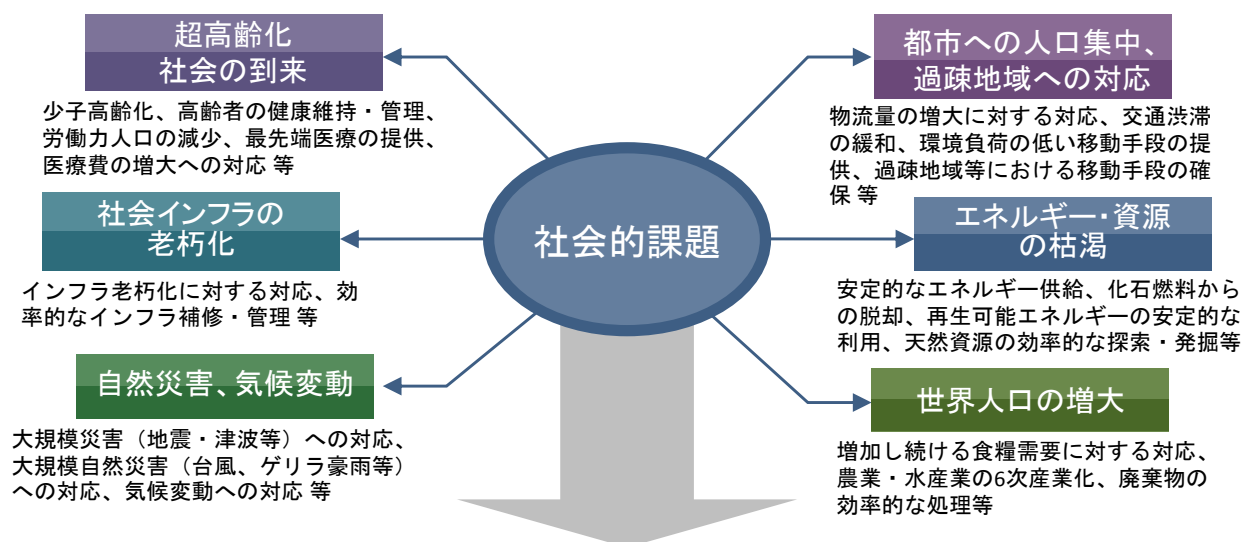 超高齢化
社会の到来
少子高齢化、高齢者の健康維持・管理、
労働力人口の減少、最先端医療の提供、
医療費の増大への対応 等
社会インフラの
老朽化
インフラ老朽化に対する対応、効
率的なインフラ補修・管理 等
自然災害、気候変動
大規模災害（地震・津波等）への対応、
大規模自然災害（台風、ゲリラ豪雨等）
への対応、気候変動への対応 等
社会的課題
都市への人口集中、
過疎地域への対応
物流量の増大に対する対応、交通渋滞
の緩和、環境負荷の低い移動手段の提
供、過疎地域等における移動手段の確
保 等
エネルギー・資源
の枯渇
安定的なエネルギー供給、化石燃料から
の脱却、再生可能エネルギーの安定的な
利用、天然資源の効率的な探索・発掘等
世界人口の増大
増加し続ける食糧需要に対する対応、
農業・水産業の6次産業化、廃棄物の
効率的な処理等